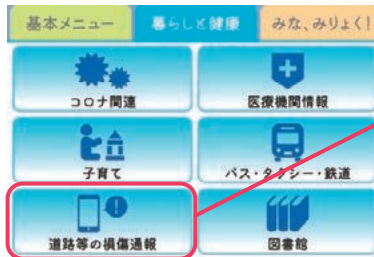 基本メニュー
暮らしと健康
みな、みりょく!
コロナ関連
医療機関情報
子育て
バス・タクシー・鉄道
道路等の損傷通報
図書館